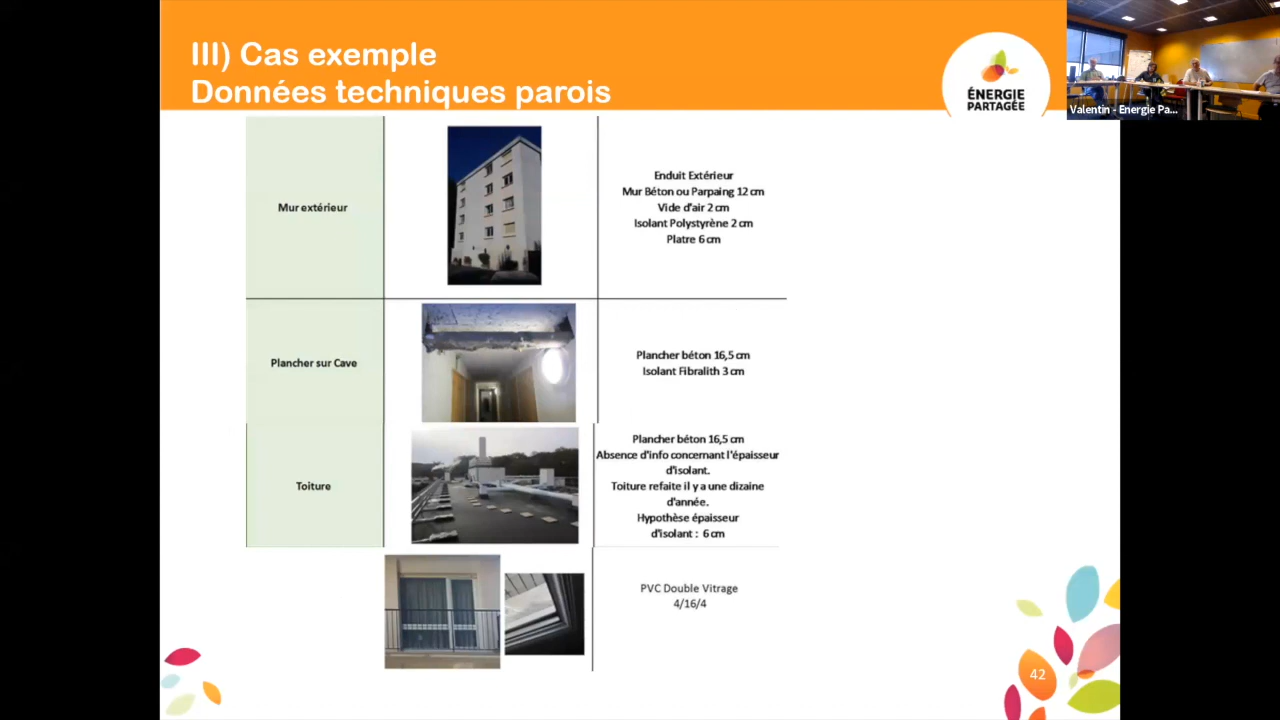 III) Cas exemple
Données techniques parois
ÉNERGIE
PARTAGÉE
Valentin - Energie Pa...
Mur extérieur
Enduit Extérieur
Mur Béton ou Parpaing 12 cm
Vide d'air 2 cm
Isolant Polystyrène 2 cm
Platre 6 cm
Plancher sur Cave
Plancher béton 16,5 cm
Isolant Fibralith 3 cm
Toiture
Plancher béton 16,5 cm
Absence d'info concernant l'épaisseur
d'isolant.
Toiture refaite il y a une dizaine
d'année.
Hypothèse épaisseur
d'isolant : 6 cm
PVC Double Vitrage
4/16/4
42